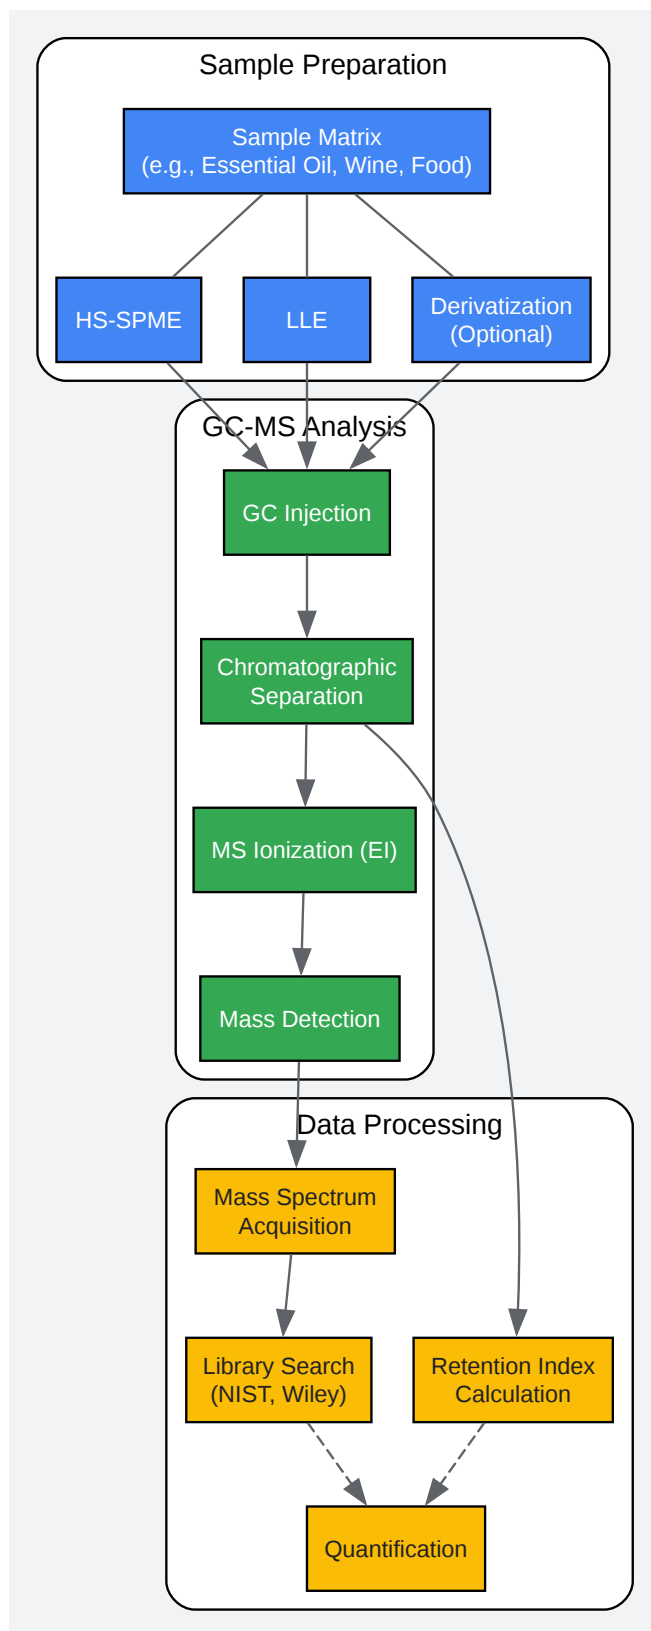 Sample Preparation
Sample Matrix
(e.g., Essential Oil, Wine, Food)
HS-SPME
LLE
Derivatization
(Optional)
GC-MS Analysis
GC Injection
Chromatographic
Separation
MS Ionization (EI)
Mass Detection
Data Processing
Mass Spectrum
Acquisition
Library Search
(NIST, Wiley)
Retention Index
Calculation
Quantification